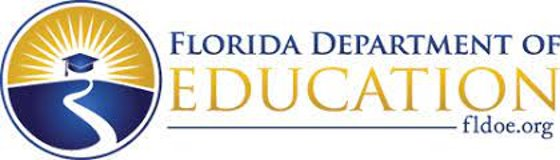 FLORIDA DEPARTMENT OF
EDUCATION
fldoe.org